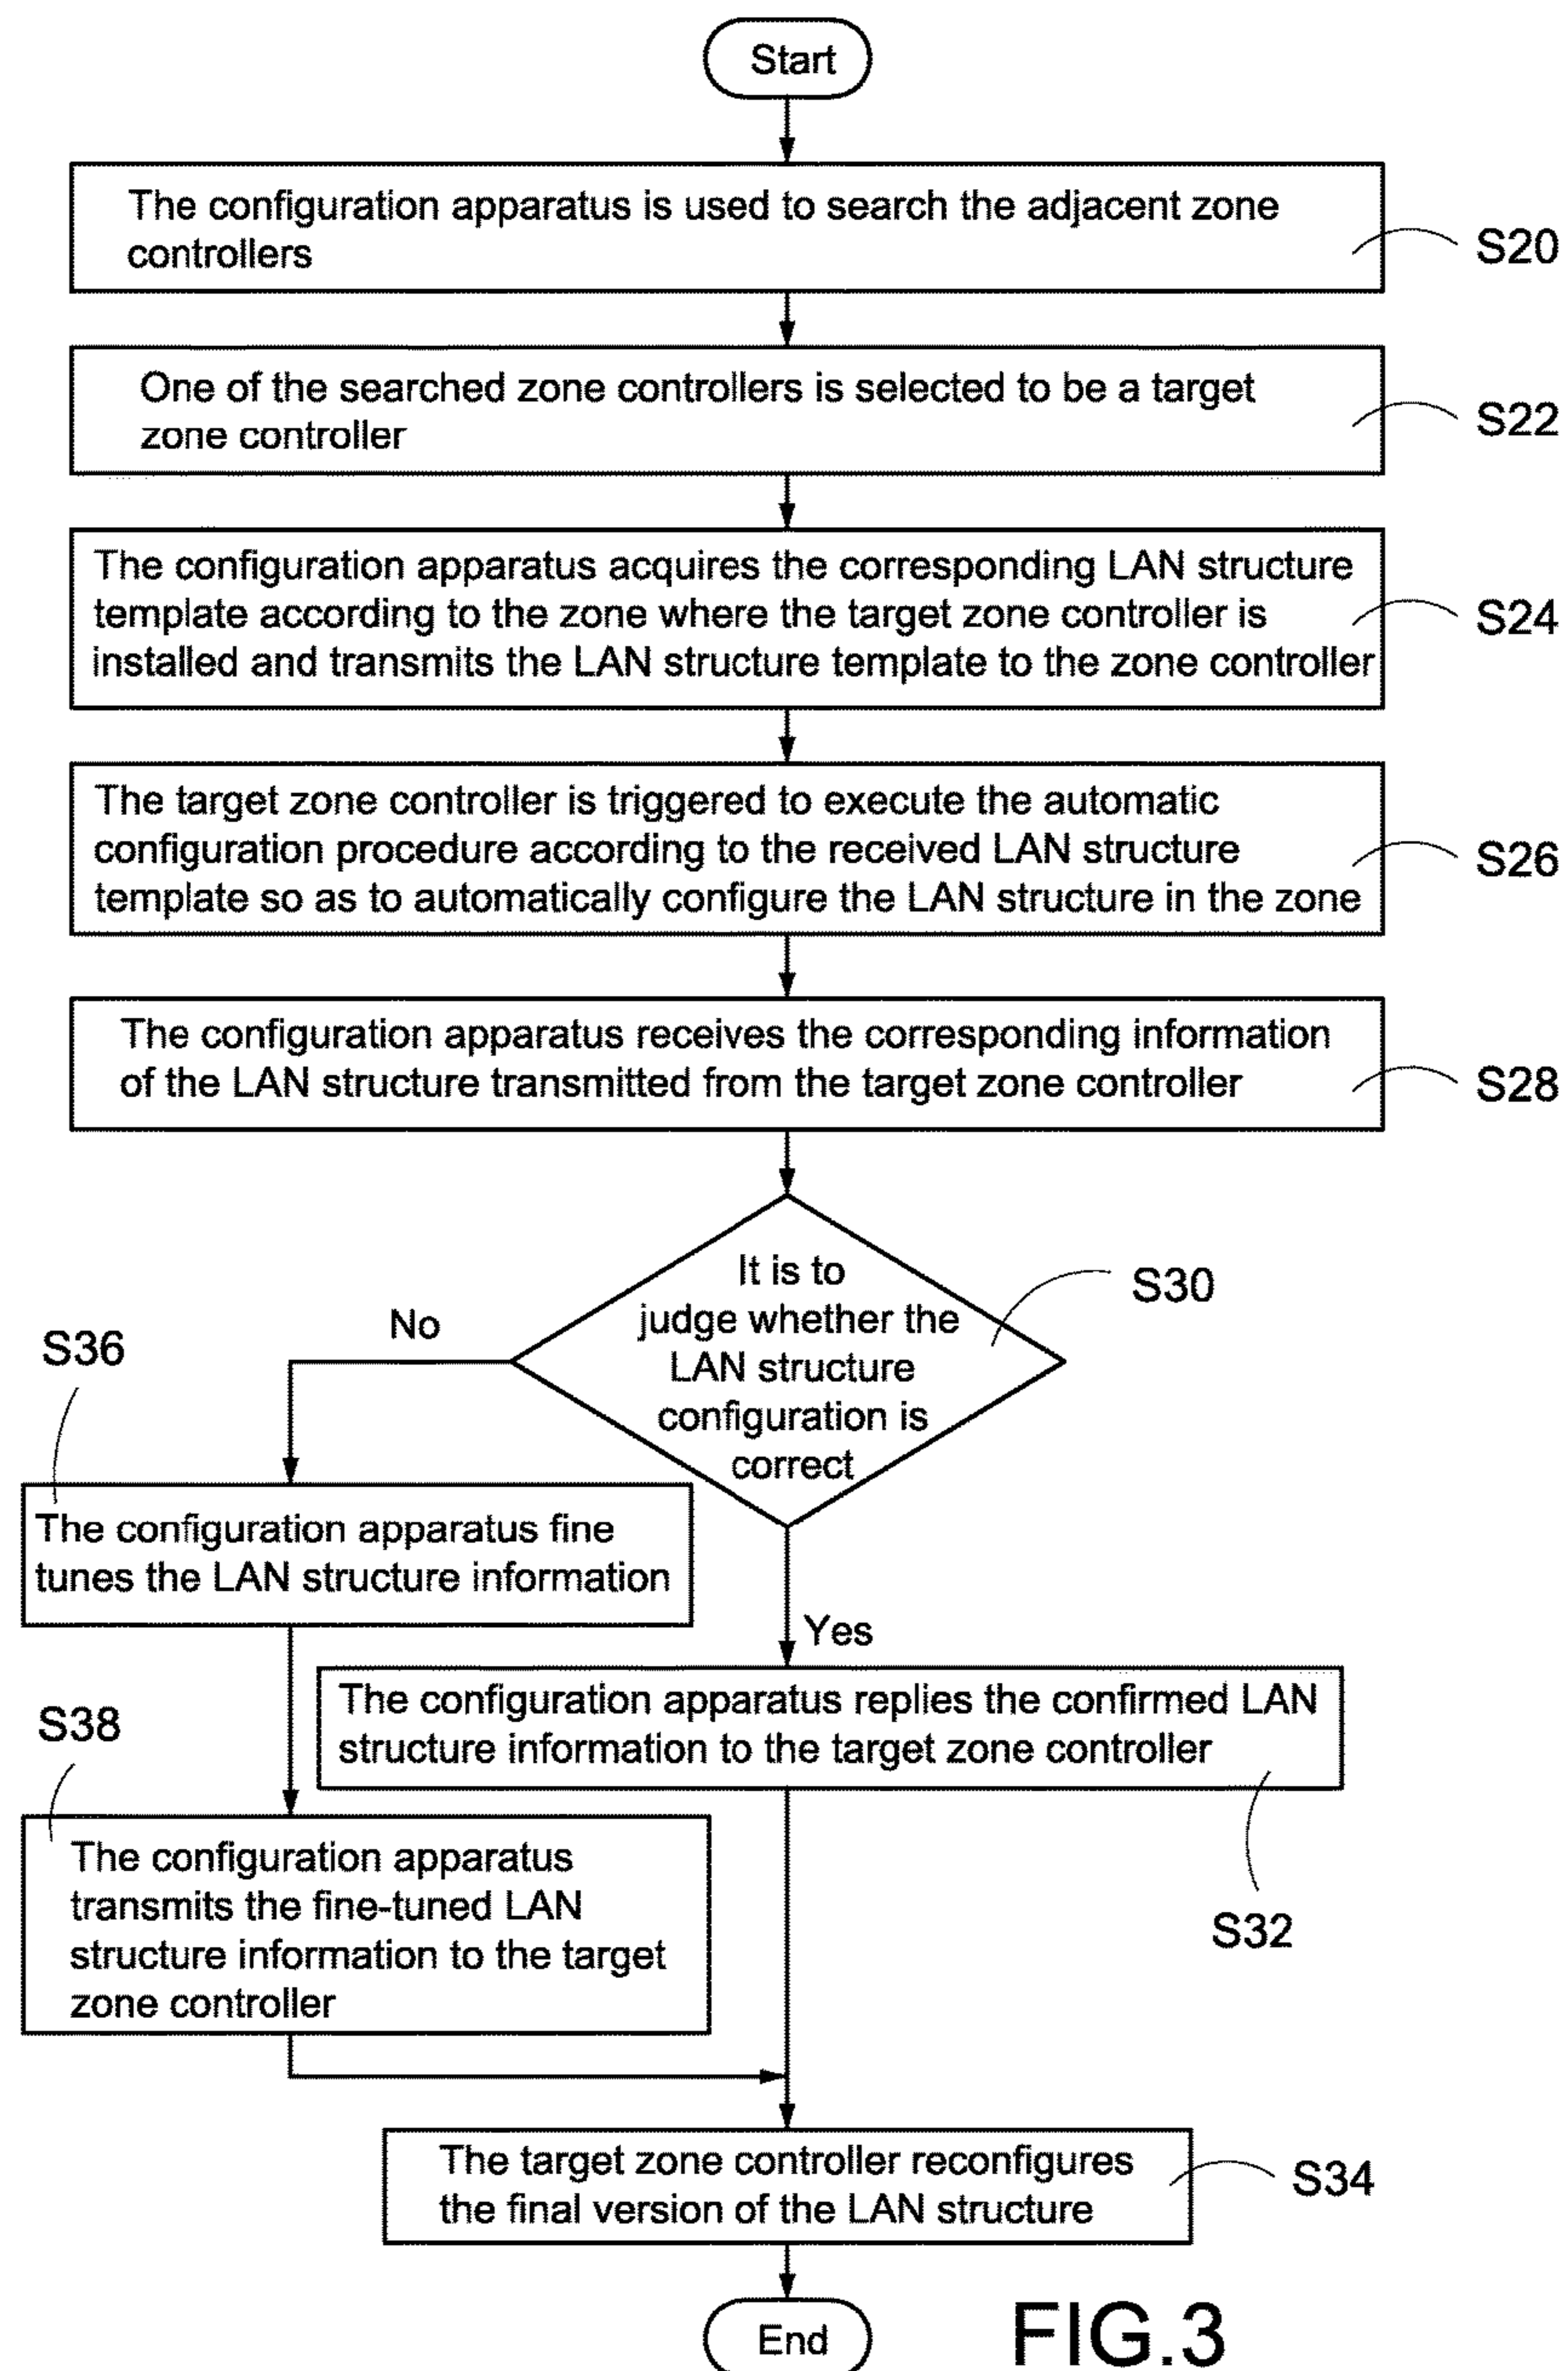 Start
The configuration apparatus is used to search the adjacent zone
controllers
S20
One of the searched zone controllers is selected to be a target
zone controller
S22
The configuration apparatus acquires the corresponding LAN structure
template according to the zone where the target zone controller is
installed and transmits the LAN structure template to the zone controller
S24
The target zone controller is triggered to execute the automatic
configuration procedure according to the received LAN structure
template so as to automatically configure the LAN structure in the zone
S26
The configuration apparatus receives the corresponding information
of the LAN structure transmitted from the target zone controller
S28
It is to
judge whether the
LAN structure
configuration is
correct
S30
No
S36
The configuration apparatus fine
tunes the LAN structure information
Yes
The configuration apparatus replies the confirmed LAN
structure information to the target zone controller
S32
S38
The configuration apparatus
transmits the fine-tuned LAN
structure information to the target
zone controller
The target zone controller reconfigures
the final version of the LAN structure
S34
End
FIG.3